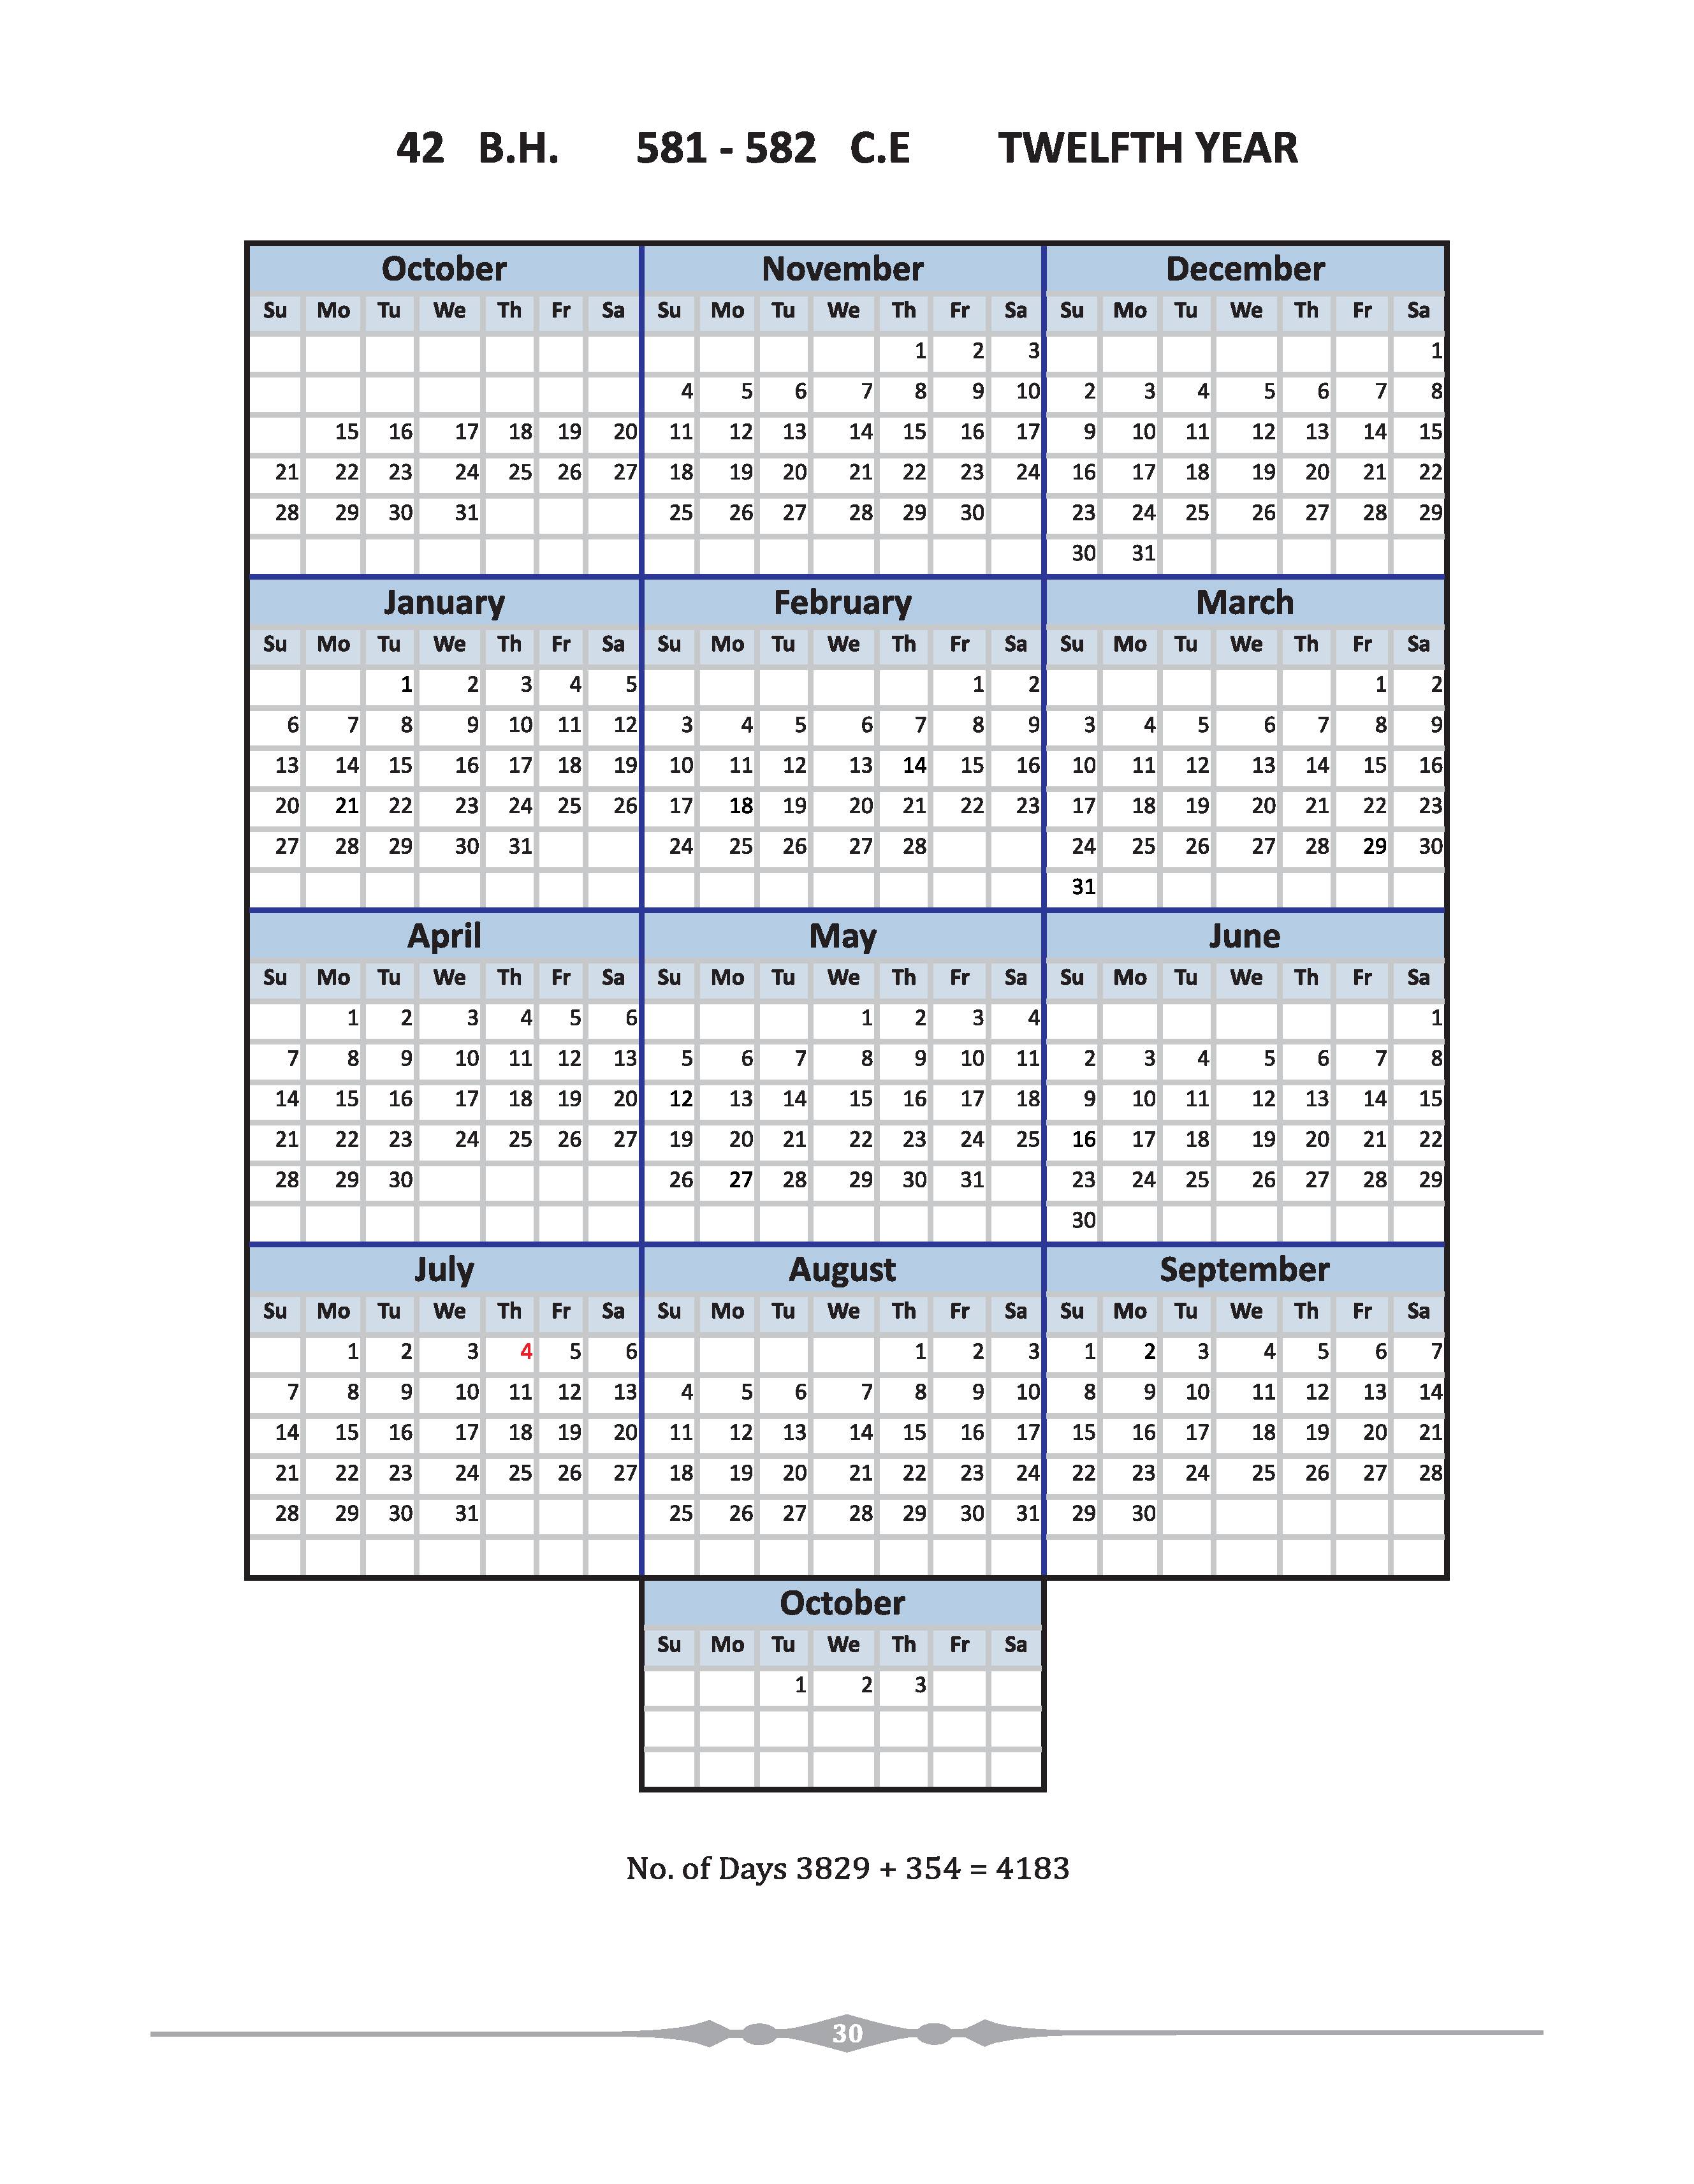 42 B.H. 581 - 582 C.E TWELFTH YEAR
October November December
Su Mo Tu We Th Fr Sa Su Mo Tu We Th Fr Sa Su Mo Tu We Th Fr Sa
1 2 3 1
4 5 6 7 8 9 10 2 3 4 5 6 7 8
15 16 17 18 19 20 11 12 13 14 15 16 17 9 10 11 12 13 14 15
21 22 23 24 25 26 27 18 19 20 21 22 23 24 16 17 18 19 20 21 22
28 29 30 31 25 26 27 28 29 30 23 24 25 26 27 28 29
30 31
January February March
Su Mo Tu We Th Fr Sa Su Mo Tu We Th Fr Sa Su Mo Tu We Th Fr Sa
1 2 3 4 5 1 2 1 2
6 7 8 9 10 11 12 3 4 5 6 7 8 9 3 4 5 6 7 8 9
13 14 15 16 17 18 19 10 11 12 13 14 15 16 10 11 12 13 14 15 16
20 21 22 23 24 25 26 17 18 19 20 21 22 23 17 18 19 20 21 22 23
27 28 29 30 31 24 25 26 27 28 24 25 26 27 28 29 30
31
April May June
Su Mo Tu We Th Fr Sa Su Mo Tu We Th Fr Sa Su Mo Tu We Th Fr Sa
1 2 3 4 5 6 1 2 3 4 1
7 8 9 10 11 12 13 5 6 7 8 9 10 11 2 3 4 5 6 7 8
14 15 16 17 18 19 20 12 13 14 15 16 17 18 9 10 11 12 13 14 15
21 22 23 24 25 26 27 19 20 21 22 23 24 25 16 17 18 19 20 21 22
28 29 30 26 27 28 29 30 31 23 24 25 26 27 28 29
30
July August September
Su Mo Tu We Th Fr Sa Su Mo Tu We Th Fr Sa Su Mo Tu We Th Fr Sa
1 2 3 4 5 6 1 2 3 1 2 3 4 5 6 7
7 8 9 10 11 12 13 4 5 6 7 8 9 10 8 9 10 11 12 13 14
14 15 16 17 18 19 20 11 12 13 14 15 16 17 15 16 17 18 19 20 21
21 22 23 24 25 26 27 18 19 20 21 22 23 24 22 23 24 25 26 27 28
28 29 30 31 25 26 27 28 29 30 31 29 30
October
Su Mo Tu We Th Fr Sa
1 2 3
No. of Days 3829 + 354 = 4183
30